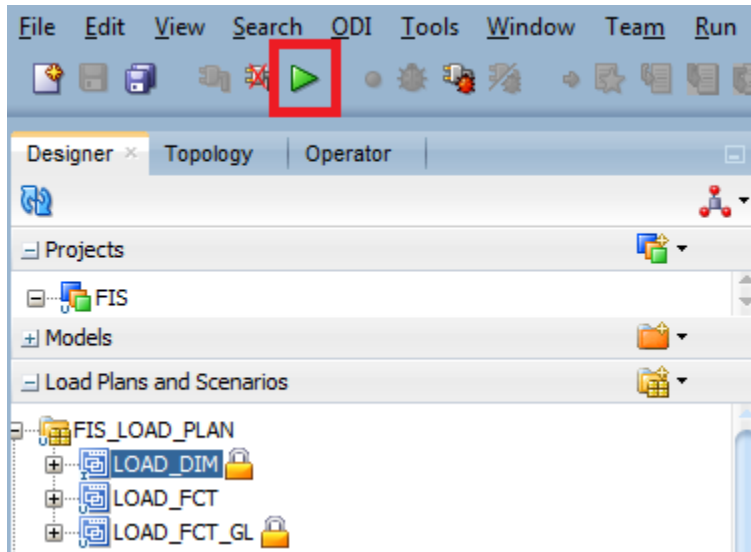 File Edit View Search ODI Tools Window Team Run
Designer Topology Operator
Projects
FIS
Models
Load Plans and Scenarios
FIS_LOAD_PLAN
LOAD_DIM
LOAD_FCT
LOAD_FCT_GL